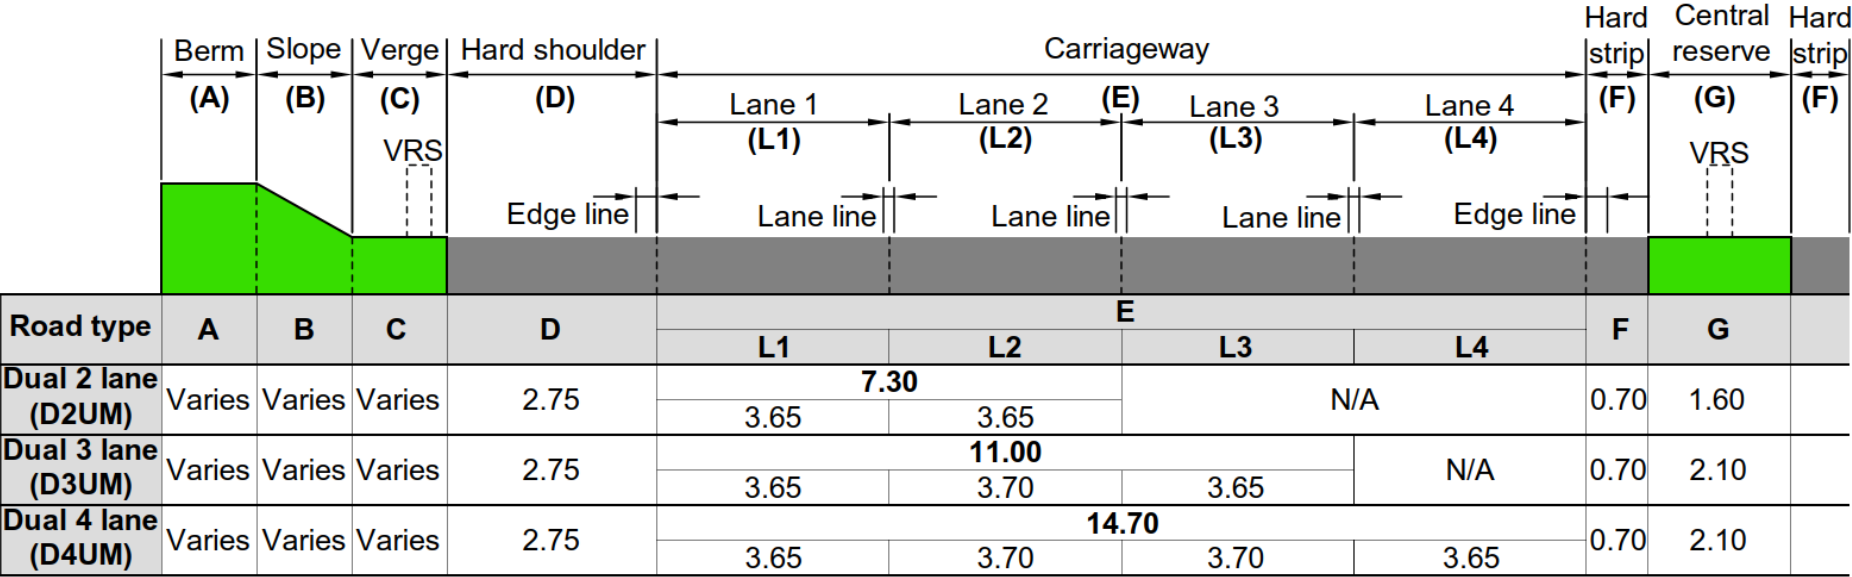 Berm
(A)
Slope
(B)
Verge
(C)
Hard shoulder
(D)
Carriageway
(E)
Hard
strip
(F)
Central
reserve
(G)
Hard
strip
(F)
Lane 1
(L1)
Lane 2
(L2)
Lane 3
(L3)
Lane 4
(L4)
VRS
VRS
Edge line
Lane line
Lane line
Lane line
Edge line
Road type A B C D E F G
L1 L2 L3 L4
Dual 2 lane
(D2UM)
Varies Varies Varies 2.75
7.30
3.65 3.65
N/A
0.70 1.60
Dual 3 lane
(D3UM)
Varies Varies Varies 2.75
11.00
3.65 3.70 3.65
N/A
0.70 2.10
Dual 4 lane
(D4UM)
Varies Varies Varies 2.75
14.70
3.65 3.70 3.70 3.65
0.70 2.10